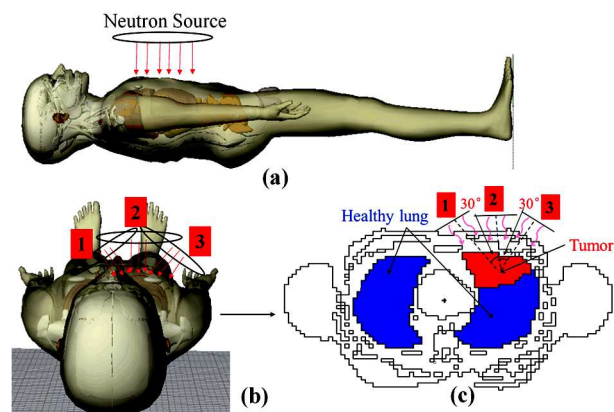 Neutron Source
(a)
1
2
3
(b)
1
30°
2
30°
3
Healthy lung
Tumor
(c)